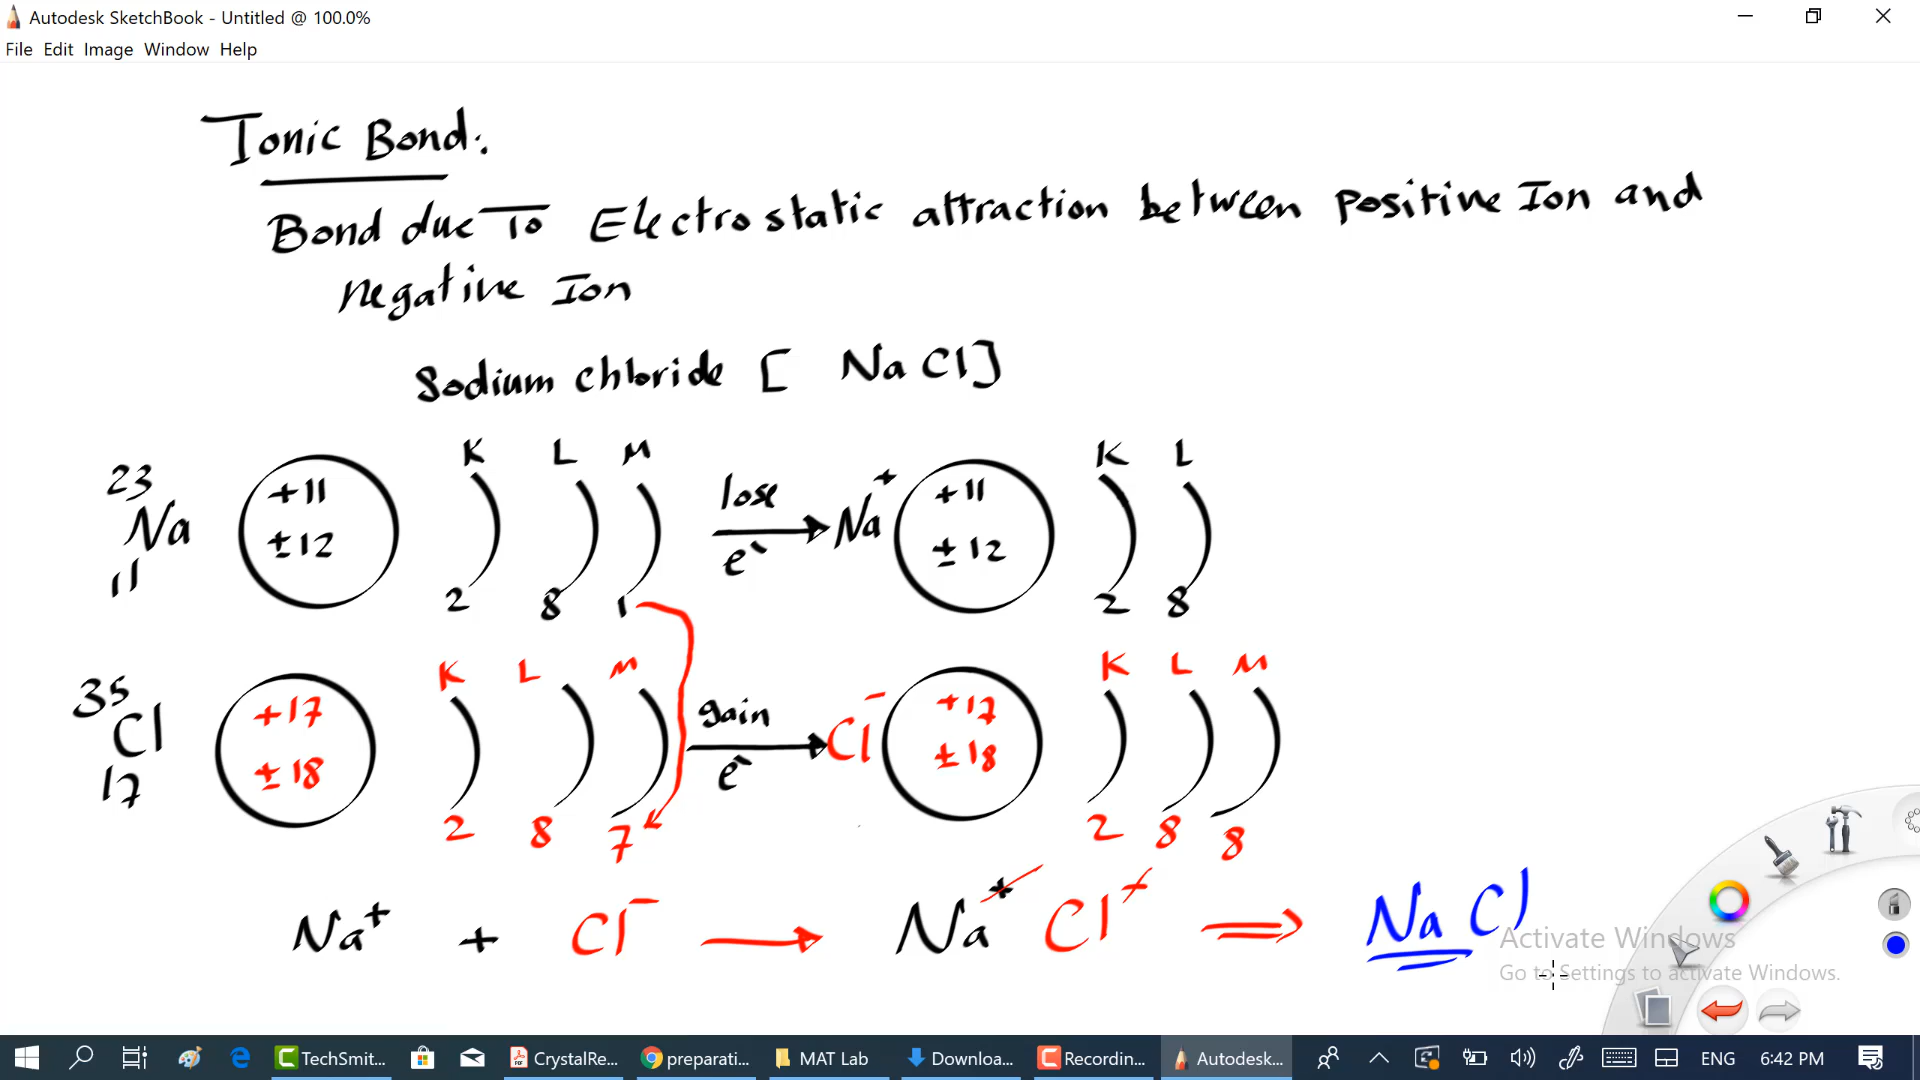 Autodesk SketchBook - Untitled @ 100.0%
File Edit Image Window Help
Ionic Bond:
Bond due To Electrostatic attraction between positive Ion and
negative Ion
Sodium chloride [ NaCl]
K L M K L
23 Na 11 +11 ±12 lose e⁻ Na⁺ +11 ±12
2 8 1 2 8
K L M K L M
35 Cl 17 +17 ±18 gain e⁻ Cl⁻ +17 ±18
2 8 7 2 8 8
Na⁺ + Cl⁻ → Na⁺ Cl⁻ ⇒ NaCl
Activate Windows
Go to Settings to activate Windows.
TechSmit... CrystalRe... preparati... MAT Lab Downloa... Recordin... Autodesk... ENG 6:42 PM